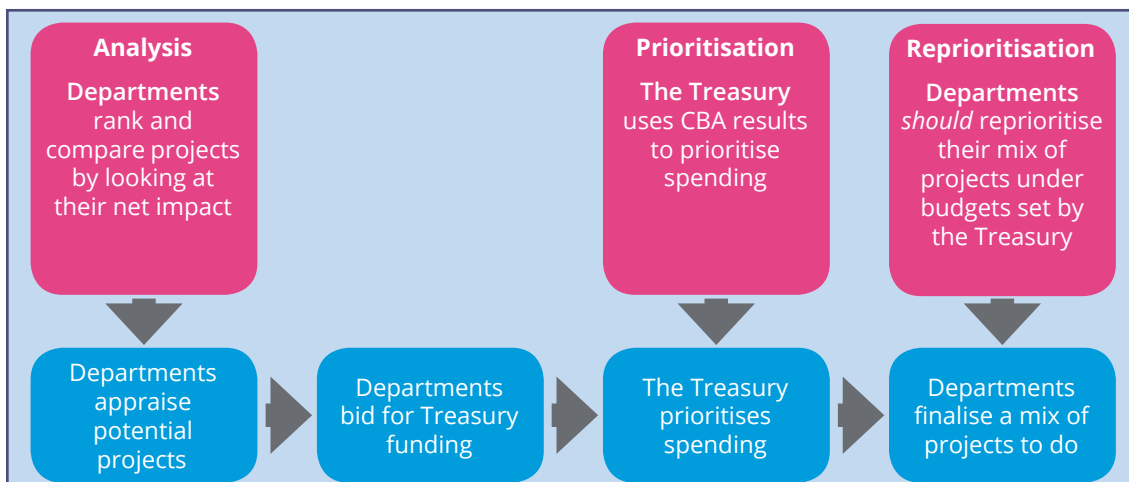 Analysis
Departments
rank and
compare projects
by looking at
their net impact
Prioritisation
The Treasury
uses CBA results
to prioritise
spending
Reprioritisation
Departments
should reprioritise
their mix of
projects under
budgets set by
the Treasury
Departments
appraise
potential
projects
Departments
bid for Treasury
funding
The Treasury
prioritises
spending
Departments
finalise a mix of
projects to do